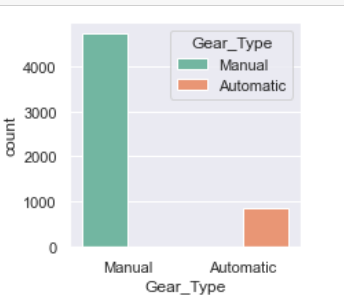 Gear_Type
Manual
Automatic
4000
3000
2000
1000
0
count
Manual Automatic
Gear_Type